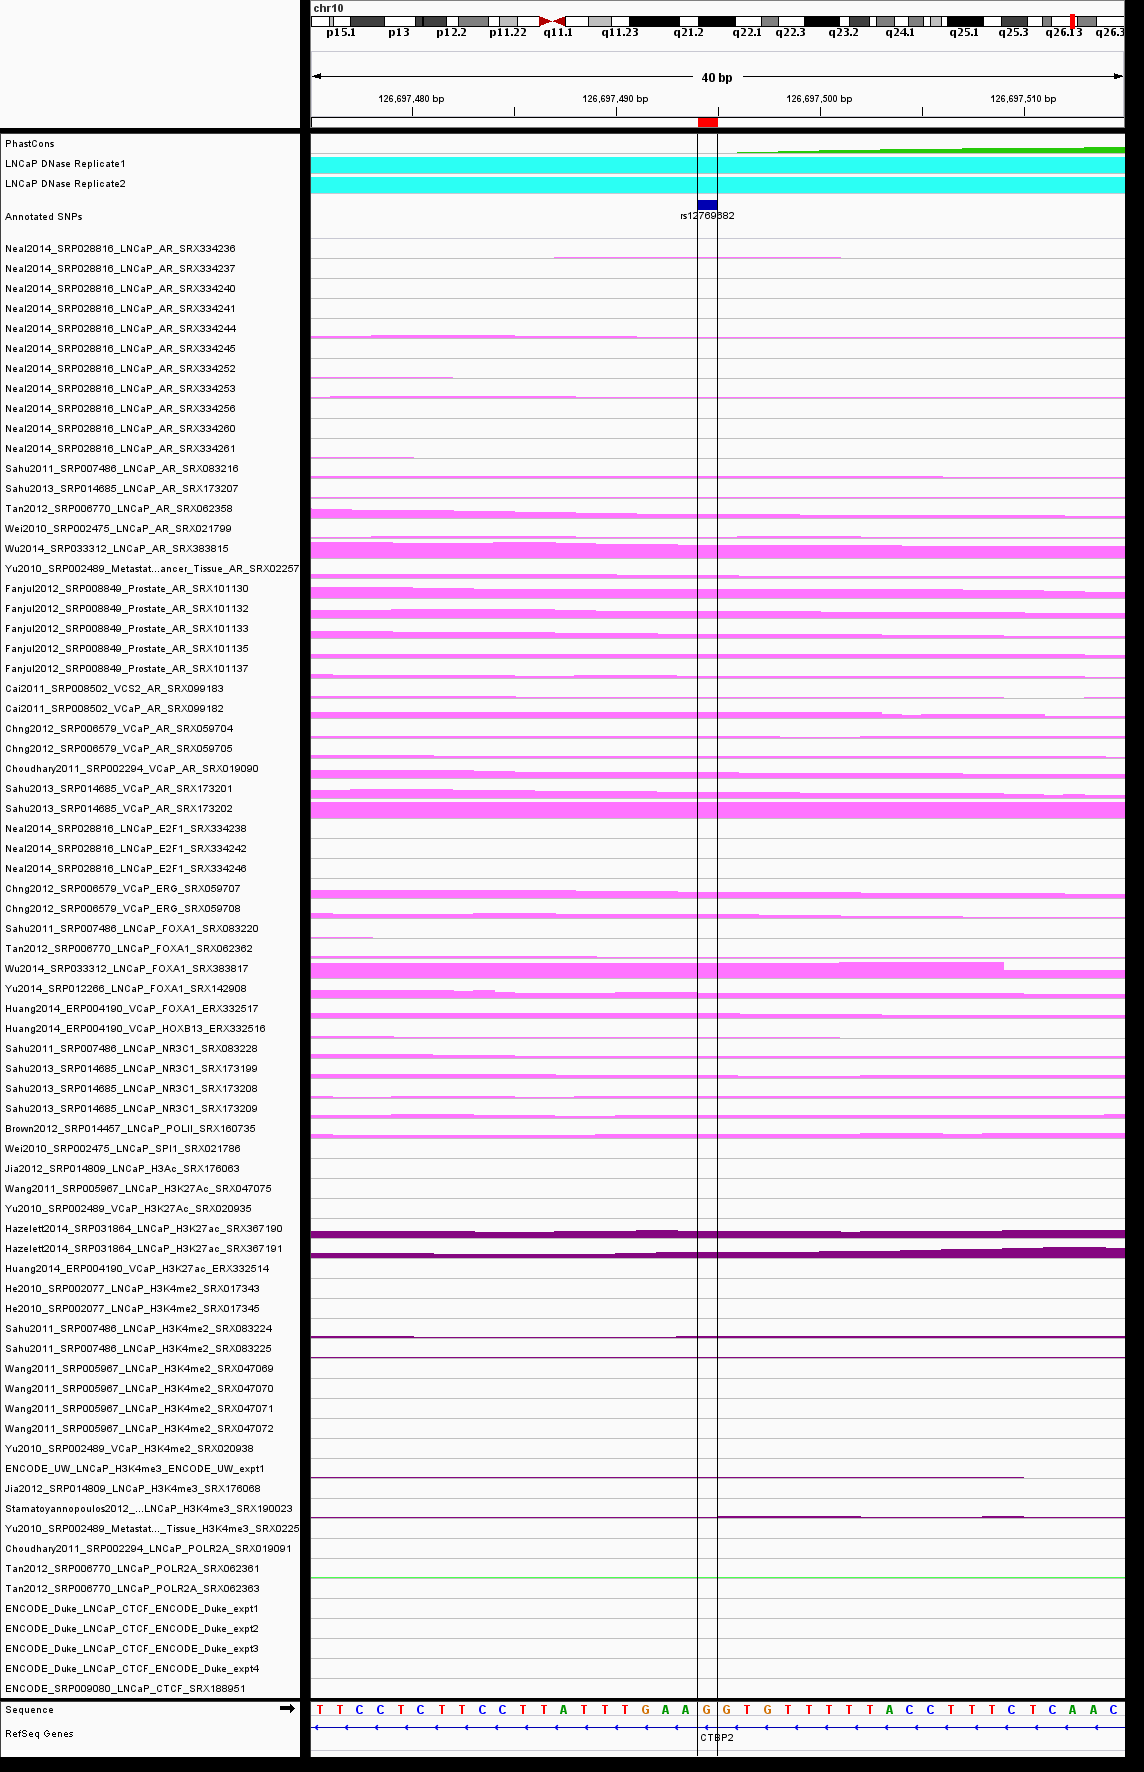 chr10
p15.1 p13 p12.2 p11.22 q11.1 q11.23 q21.2 q22.1 q22.3 q23.2 q24.1 q25.1 q25.3 q26.13 q26.3
40 bp
126,697,480 bp 126,697,490 bp 126,697,500 bp 126,697,510 bp
PhastCons
LNCaP DNase Replicate1
LNCaP DNase Replicate2
Annotated SNPs
rs12769682
Neal2014_SRP028816_LNCaP_AR_SRX334236
Neal2014_SRP028816_LNCaP_AR_SRX334237
Neal2014_SRP028816_LNCaP_AR_SRX334240
Neal2014_SRP028816_LNCaP_AR_SRX334241
Neal2014_SRP028816_LNCaP_AR_SRX334244
Neal2014_SRP028816_LNCaP_AR_SRX334245
Neal2014_SRP028816_LNCaP_AR_SRX334252
Neal2014_SRP028816_LNCaP_AR_SRX334253
Neal2014_SRP028816_LNCaP_AR_SRX334256
Neal2014_SRP028816_LNCaP_AR_SRX334260
Neal2014_SRP028816_LNCaP_AR_SRX334261
Sahu2011_SRP007486_LNCaP_AR_SRX083216
Sahu2013_SRP014685_LNCaP_AR_SRX173207
Tan2012_SRP006770_LNCaP_AR_SRX062358
Wei2010_SRP002475_LNCaP_AR_SRX021799
Wu2014_SRP033312_LNCaP_AR_SRX383815
Yu2010_SRP002489_Metastat...ancer_Tissue_AR_SRX02257
Fanjul2012_SRP008849_Prostate_AR_SRX101130
Fanjul2012_SRP008849_Prostate_AR_SRX101132
Fanjul2012_SRP008849_Prostate_AR_SRX101133
Fanjul2012_SRP008849_Prostate_AR_SRX101135
Fanjul2012_SRP008849_Prostate_AR_SRX101137
Cai2011_SRP008502_VCS2_AR_SRX099183
Cai2011_SRP008502_VCaP_AR_SRX099182
Chng2012_SRP006579_VCaP_AR_SRX059704
Chng2012_SRP006579_VCaP_AR_SRX059705
Choudhary2011_SRP002294_VCaP_AR_SRX019090
Sahu2013_SRP014685_VCaP_AR_SRX173201
Sahu2013_SRP014685_VCaP_AR_SRX173202
Neal2014_SRP028816_LNCaP_E2F1_SRX334238
Neal2014_SRP028816_LNCaP_E2F1_SRX334242
Neal2014_SRP028816_LNCaP_E2F1_SRX334246
Chng2012_SRP006579_VCaP_ERG_SRX059707
Chng2012_SRP006579_VCaP_ERG_SRX059708
Sahu2011_SRP007486_LNCaP_FOXA1_SRX083220
Tan2012_SRP006770_LNCaP_FOXA1_SRX062362
Wu2014_SRP033312_LNCaP_FOXA1_SRX383817
Yu2014_SRP012266_LNCaP_FOXA1_SRX142908
Huang2014_ERP004190_VCaP_FOXA1_ERX332517
Huang2014_ERP004190_VCaP_HOXB13_ERX332516
Sahu2011_SRP007486_LNCaP_NR3C1_SRX083228
Sahu2013_SRP014685_LNCaP_NR3C1_SRX173199
Sahu2013_SRP014685_LNCaP_NR3C1_SRX173208
Sahu2013_SRP014685_LNCaP_NR3C1_SRX173209
Brown2012_SRP014457_LNCaP_POLII_SRX160735
Wei2010_SRP002475_LNCaP_SPI1_SRX021786
Jia2012_SRP014809_LNCaP_H3Ac_SRX176063
Wang2011_SRP005967_LNCaP_H3K27Ac_SRX047075
Yu2010_SRP002489_VCaP_H3K27Ac_SRX020935
Hazelett2014_SRP031864_LNCaP_H3K27ac_SRX367190
Hazelett2014_SRP031864_LNCaP_H3K27ac_SRX367191
Huang2014_ERP004190_VCaP_H3K27ac_ERX332514
He2010_SRP002077_LNCaP_H3K4me2_SRX017343
He2010_SRP002077_LNCaP_H3K4me2_SRX017345
Sahu2011_SRP007486_LNCaP_H3K4me2_SRX083224
Sahu2011_SRP007486_LNCaP_H3K4me2_SRX083225
Wang2011_SRP005967_LNCaP_H3K4me2_SRX047069
Wang2011_SRP005967_LNCaP_H3K4me2_SRX047070
Wang2011_SRP005967_LNCaP_H3K4me2_SRX047071
Wang2011_SRP005967_LNCaP_H3K4me2_SRX047072
Yu2010_SRP002489_VCaP_H3K4me2_SRX020938
ENCODE_UW_LNCaP_H3K4me3_ENCODE_UW_expt1
Jia2012_SRP014809_LNCaP_H3K4me3_SRX176068
Stamatoyannopoulos2012_...LNCaP_H3K4me3_SRX190023
Yu2010_SRP002489_Metastat..._Tissue_H3K4me3_SRX0225
Choudhary2011_SRP002294_LNCaP_POLR2A_SRX019091
Tan2012_SRP006770_LNCaP_POLR2A_SRX062361
Tan2012_SRP006770_LNCaP_POLR2A_SRX062363
ENCODE_Duke_LNCaP_CTCF_ENCODE_Duke_expt1
ENCODE_Duke_LNCaP_CTCF_ENCODE_Duke_expt2
ENCODE_Duke_LNCaP_CTCF_ENCODE_Duke_expt3
ENCODE_Duke_LNCaP_CTCF_ENCODE_Duke_expt4
ENCODE_SRP009080_LNCaP_CTCF_SRX188951
Sequence T T C C T C T T C C T T A T T T G A A G G T G T T T T T A C C T T T C T C A A C
RefSeq Genes
CTBP2